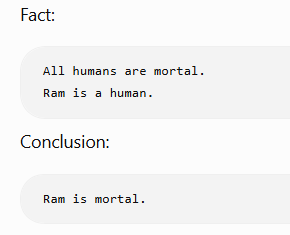 Fact:
All humans are mortal.
Ram is a human.
Conclusion:
Ram is mortal.